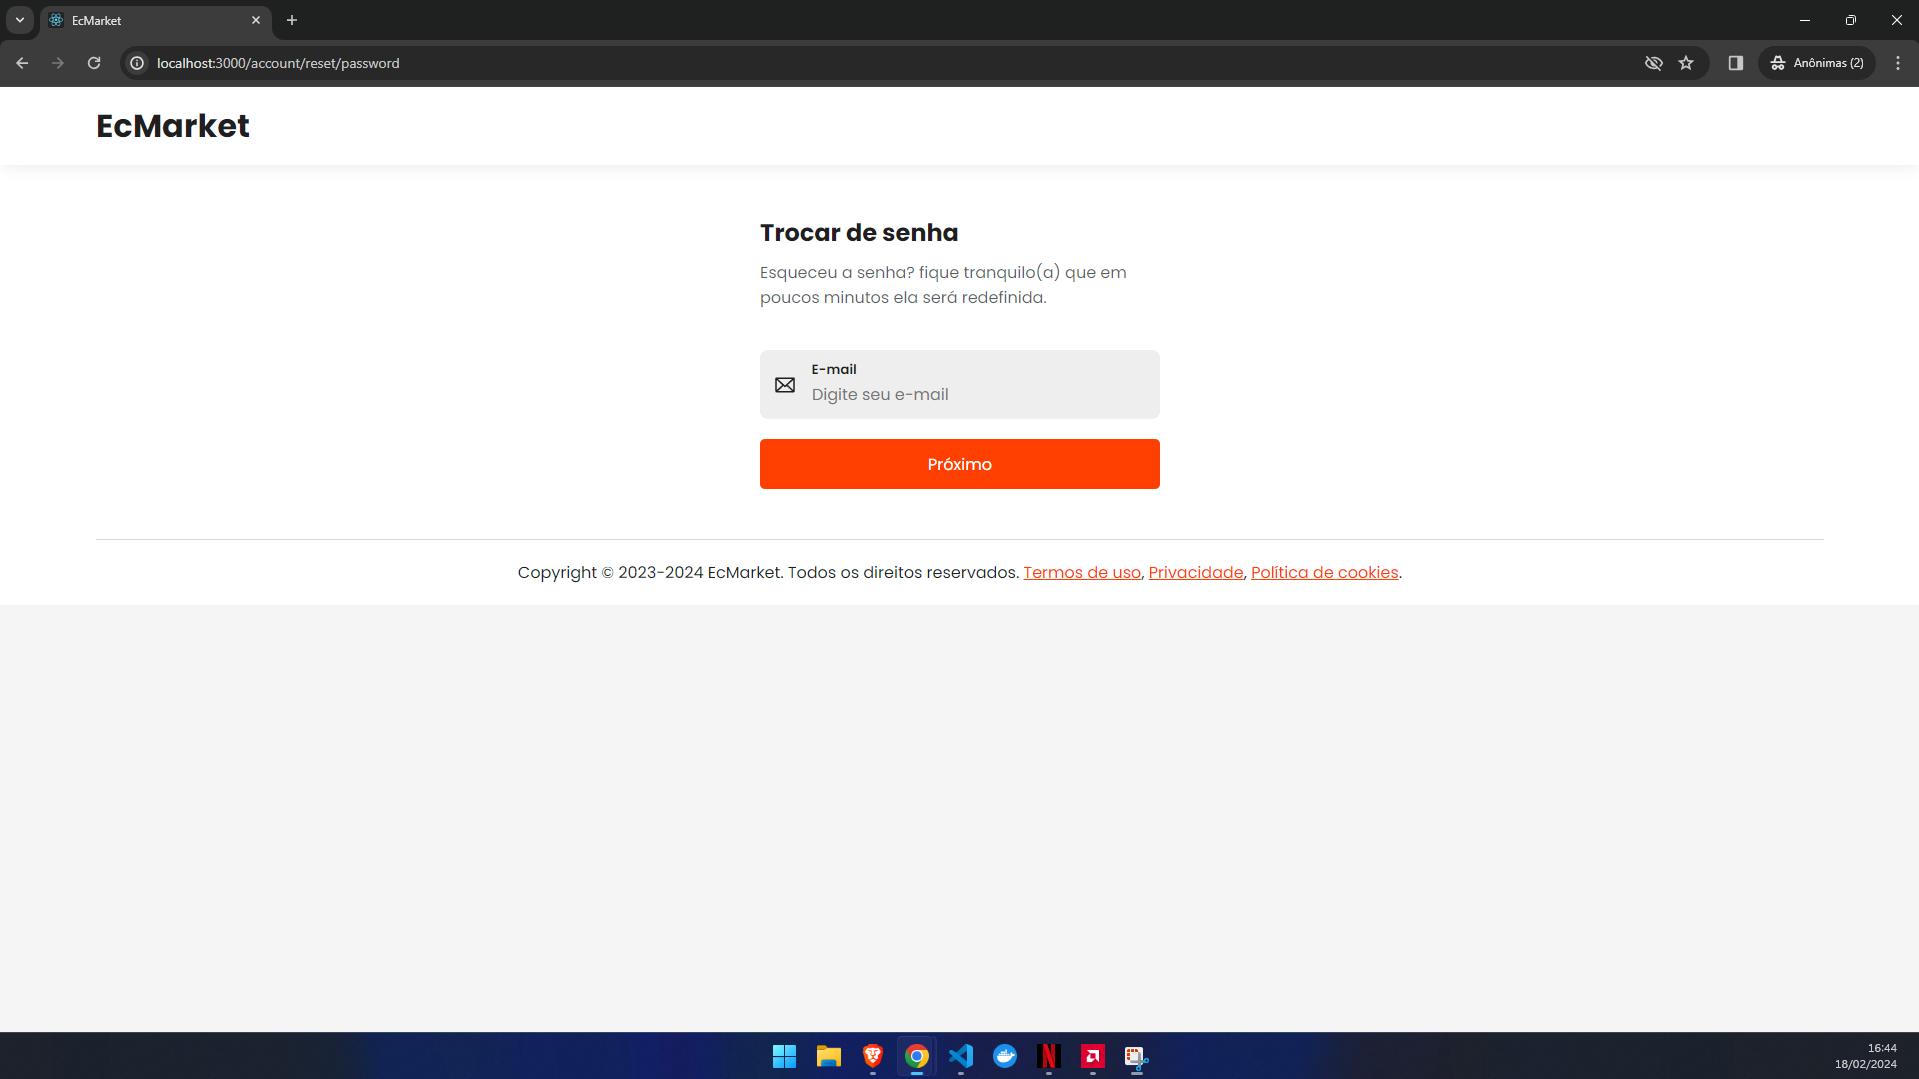 EcMarket
localhost:3000/account/reset/password
Anônimas (2)
EcMarket
Trocar de senha
Esqueceu a senha? fique tranquilo(a) que em
poucos minutos ela será redefinida.
E-mail
Digite seu e-mail
Próximo
Copyright © 2023-2024 EcMarket. Todos os direitos reservados. Termos de uso, Privacidade, Política de cookies.
16:44
18/02/2024